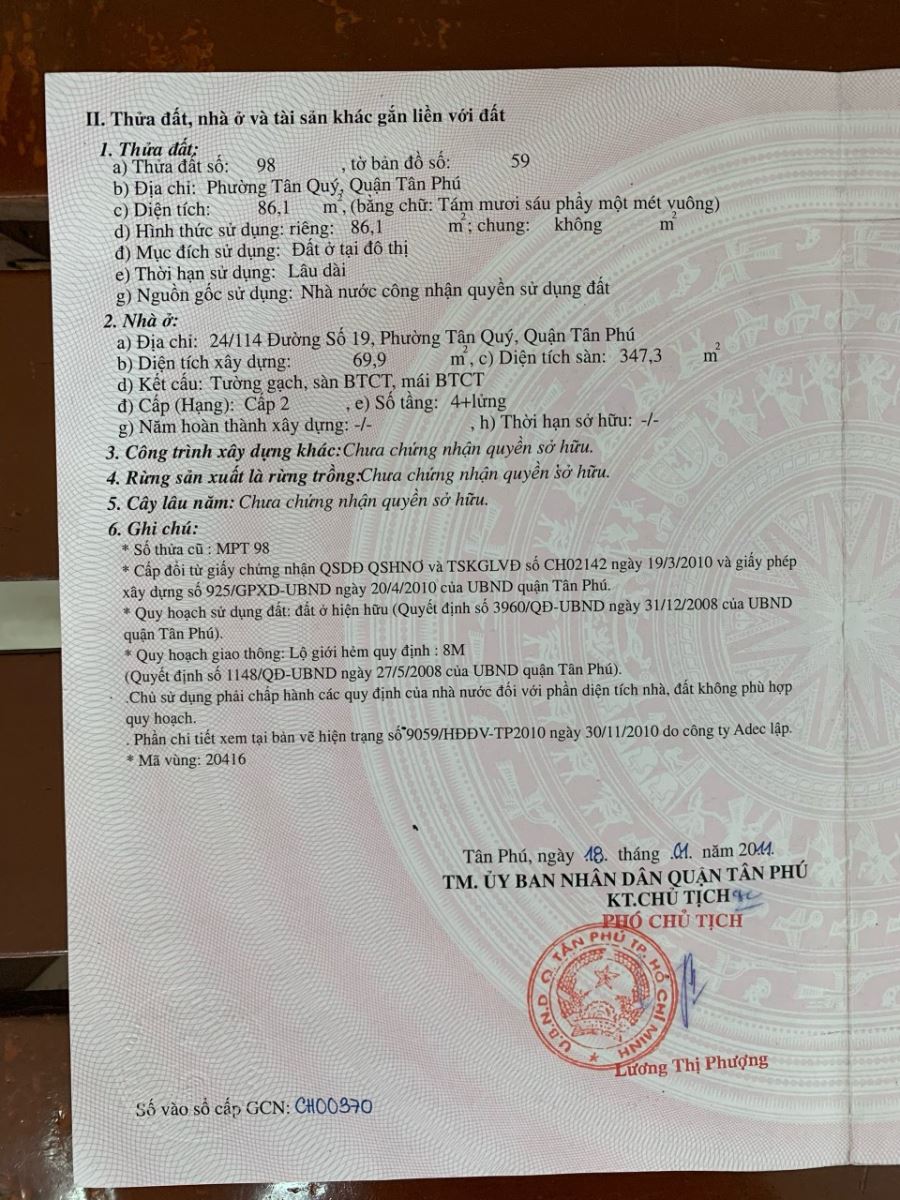 II. Thửa đất, nhà ở và tài sản khác gắn liền với đất
1. Thửa đất:
a) Thửa đất số: 98 , tờ bản đồ số: 59
b) Địa chỉ: Phường Tân Quý, Quận Tân Phú
c) Diện tích: 86,1 m², (bằng chữ: Tám mươi sáu phẩy một mét vuông)
d) Hình thức sử dụng: riêng: 86,1 m²; chung: không m²
đ) Mục đích sử dụng: Đất ở tại đô thị
e) Thời hạn sử dụng: Lâu dài
g) Nguồn gốc sử dụng: Nhà nước công nhận quyền sử dụng đất
2. Nhà ở:
a) Địa chỉ: 24/114 Đường Số 19, Phường Tân Quý, Quận Tân Phú
b) Diện tích xây dựng: 69,9 m², c) Diện tích sàn: 347,3 m²
d) Kết cấu: Tường gạch, sàn BTCT, mái BTCT
đ) Cấp (Hạng): Cấp 2 , e) Số tầng: 4+lửng
g) Năm hoàn thành xây dựng: -/- , h) Thời hạn sở hữu: -/-
3. Công trình xây dựng khác: Chưa chứng nhận quyền sở hữu.
4. Rừng sản xuất là rừng trồng: Chưa chứng nhận quyền sở hữu.
5. Cây lâu năm: Chưa chứng nhận quyền sở hữu.
6. Ghi chú:
* Số thửa cũ : MPT 98
* Cấp đổi từ giấy chứng nhận QSDĐ QSHNƠ và TSKGLVĐ số CH02142 ngày 19/3/2010 và giấy phép
xây dựng số 925/GPXD-UBND ngày 20/4/2010 của UBND quận Tân Phú.
* Quy hoạch sử dụng đất: đất ở hiện hữu (Quyết định số 3960/QĐ-UBND ngày 31/12/2008 của UBND
quận Tân Phú).
* Quy hoạch giao thông: Lộ giới hẻm quy định : 8M
(Quyết định số 1148/QĐ-UBND ngày 27/5/2008 của UBND quận Tân Phú).
.Chủ sử dụng phải chấp hành các quy định của nhà nước đối với phần diện tích nhà, đất không phù hợp
quy hoạch.
. Phần chi tiết xem tại bản vẽ hiện trạng số 9059/HĐĐV-TP2010 ngày 30/11/2010 do công ty Adec lập.
* Mã vùng: 20416
Tân Phú, ngày 18. tháng .01. năm 2011.
TM. ỦY BAN NHÂN DÂN QUẬN TÂN PHÚ
KT.CHỦ TỊCH
PHÓ CHỦ TỊCH
U.B.N.D Q. TÂN PHÚ TP. HỒ CHÍ MINH
Lương Thị Phượng
Số vào sổ cấp GCN: CH00370